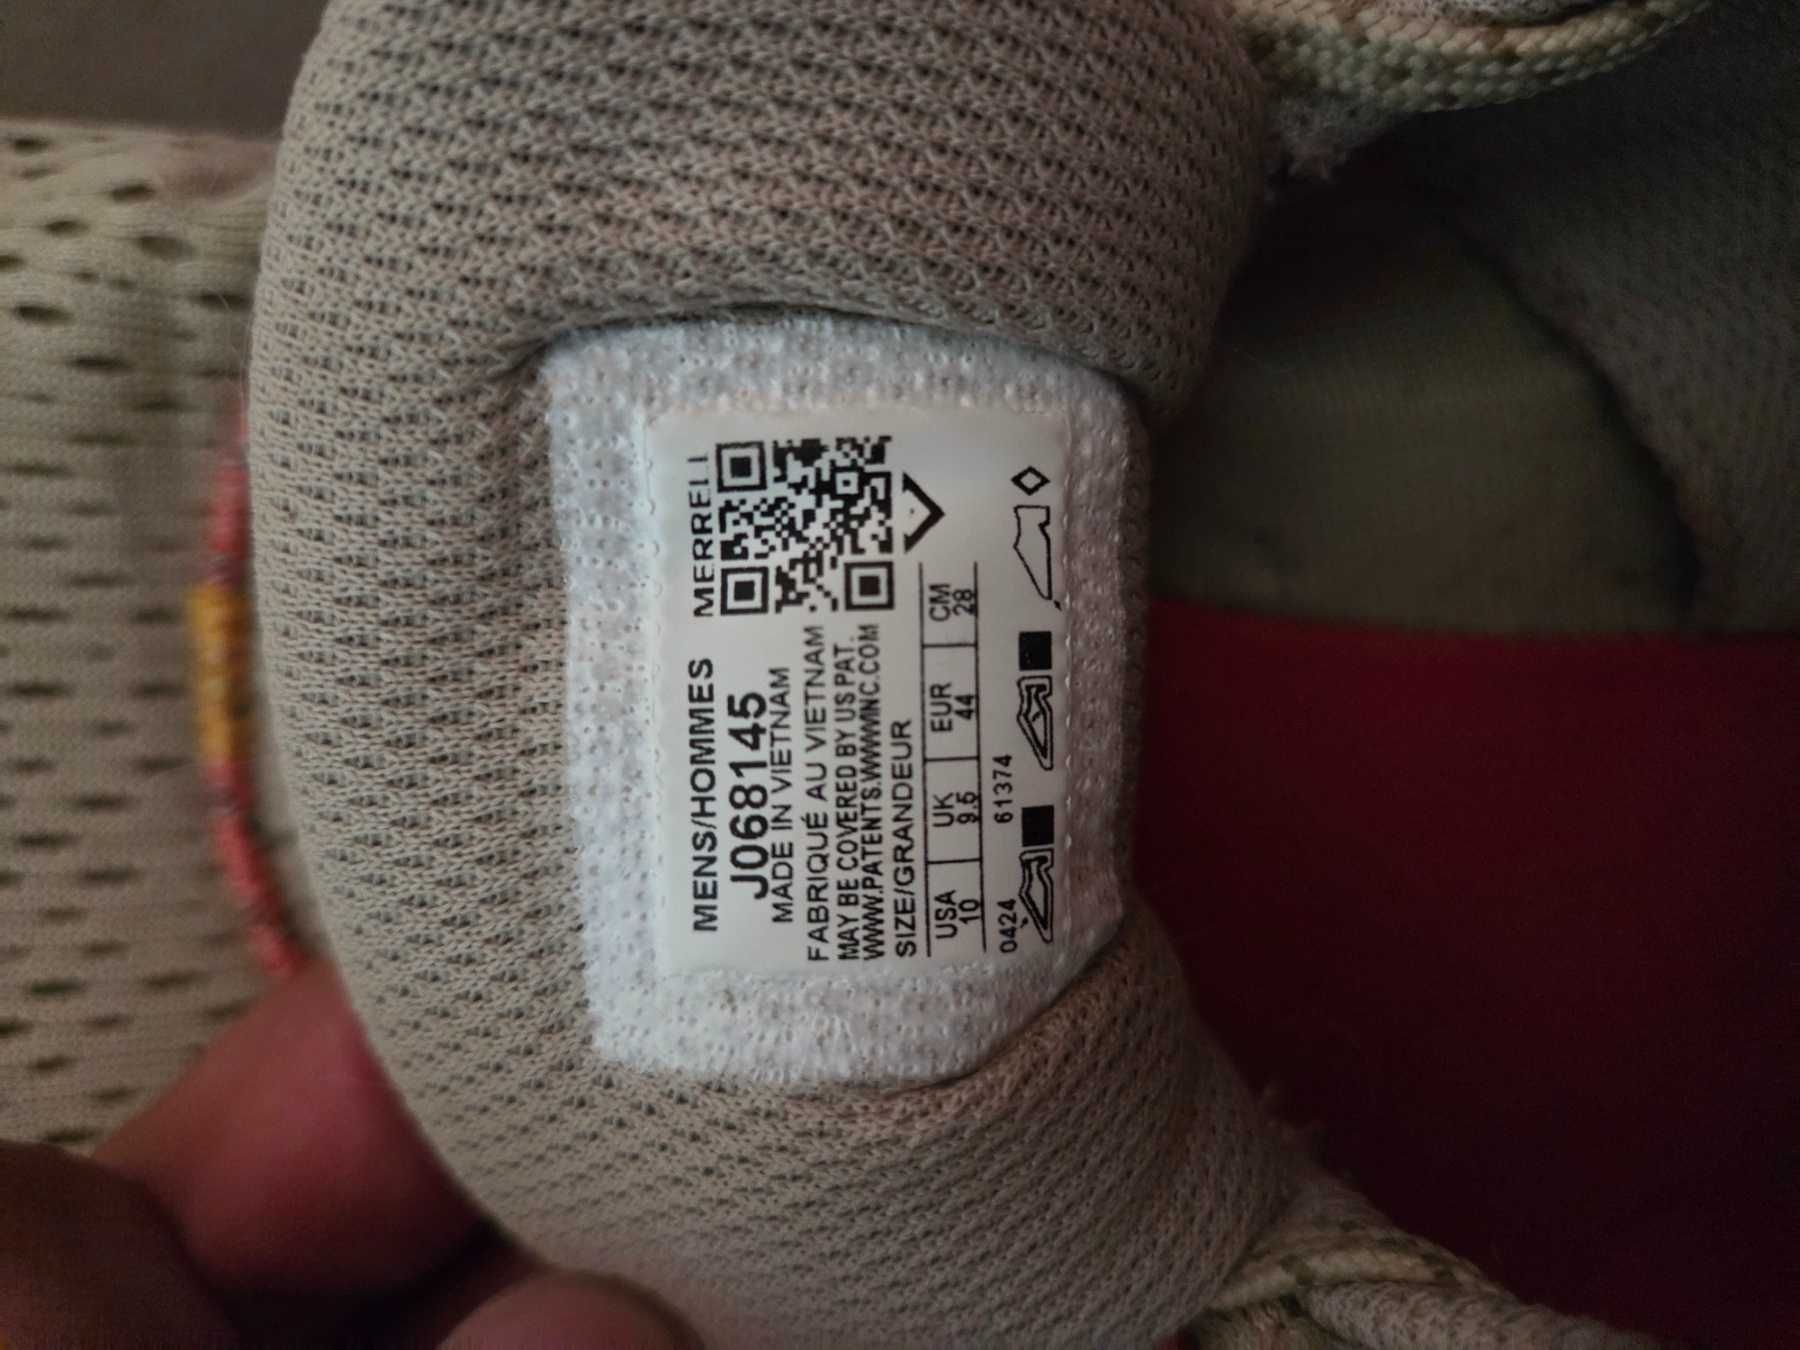 MERRELL
MENS/HOMMES
J068145
MADE IN VIETNAM
FABRIQUÉ AU VIETNAM
MAY BE COVERED BY US PAT.
WWW.PATENTS.WWWINC.COM
SIZE/GRANDEUR
USA UK EUR CM
10 9.5 44 28
0424 61374